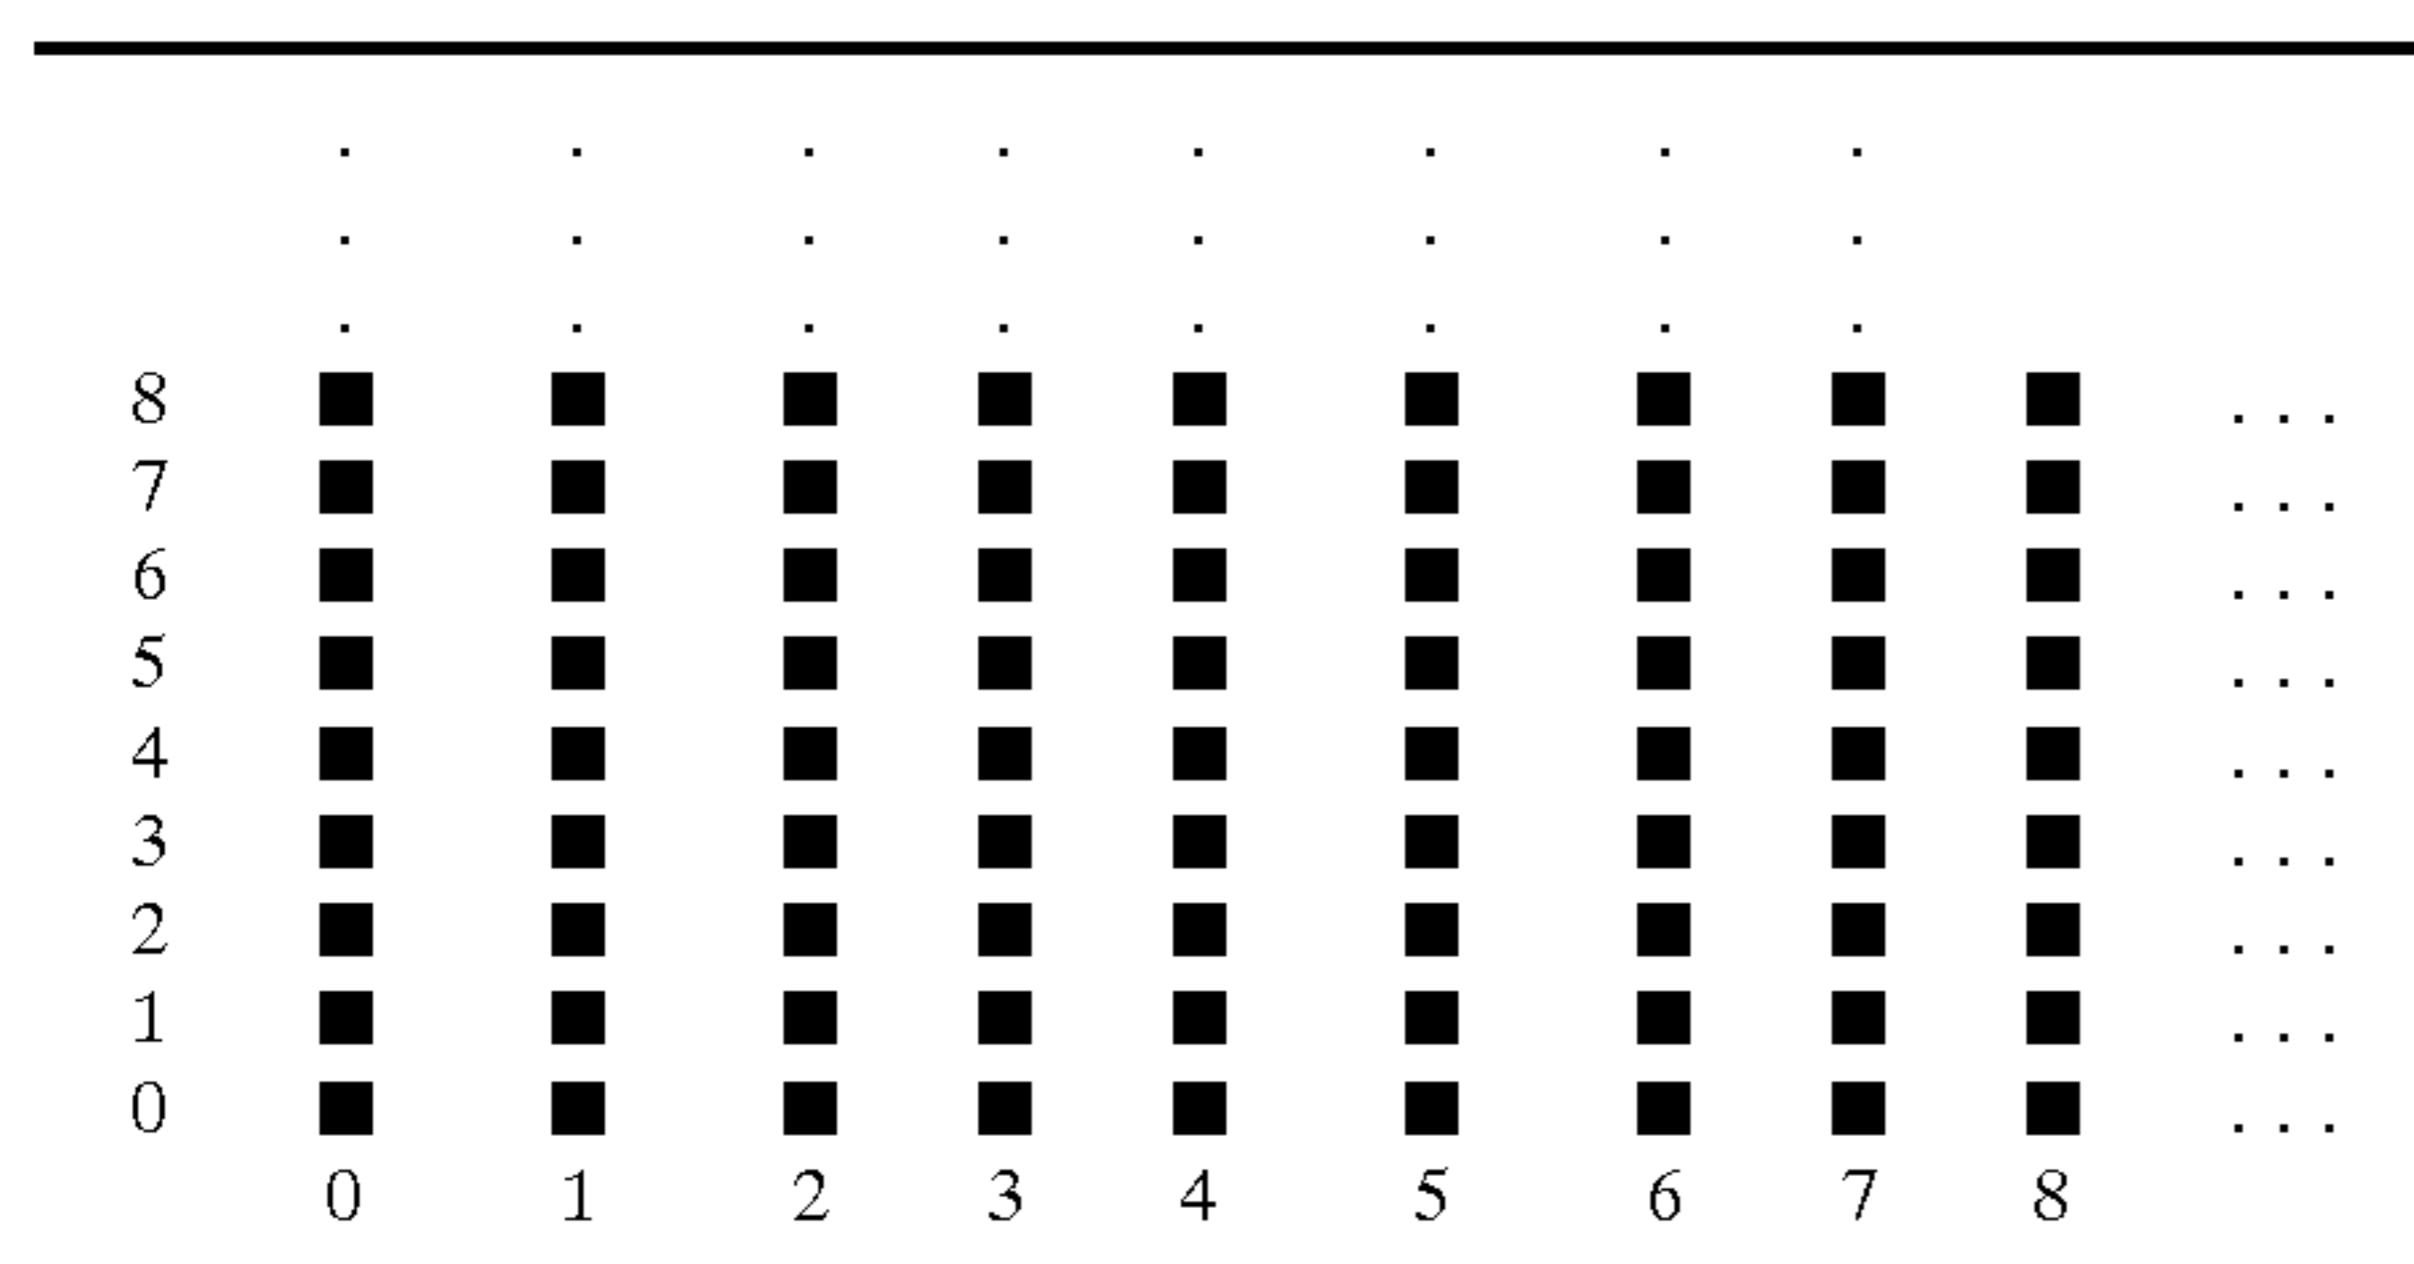 . . . . . . . .
. . . . . . . .
. . . . . . . .
8 ■ ■ ■ ■ ■ ■ ■ ■ ■ . . .
7 ■ ■ ■ ■ ■ ■ ■ ■ ■ . . .
6 ■ ■ ■ ■ ■ ■ ■ ■ ■ . . .
5 ■ ■ ■ ■ ■ ■ ■ ■ ■ . . .
4 ■ ■ ■ ■ ■ ■ ■ ■ ■ . . .
3 ■ ■ ■ ■ ■ ■ ■ ■ ■ . . .
2 ■ ■ ■ ■ ■ ■ ■ ■ ■ . . .
1 ■ ■ ■ ■ ■ ■ ■ ■ ■ . . .
0 ■ ■ ■ ■ ■ ■ ■ ■ ■ . . .
0 1 2 3 4 5 6 7 8